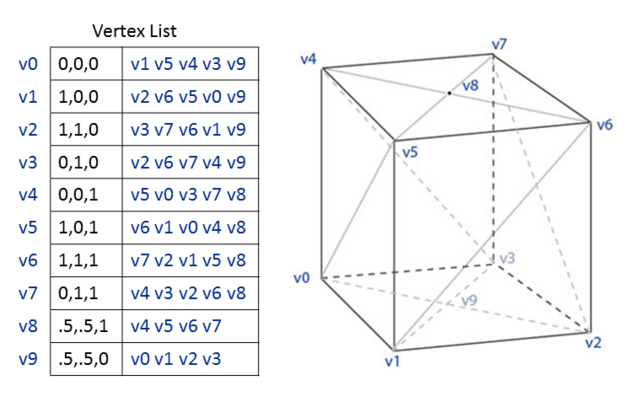 Vertex List
v0 0,0,0 v1 v5 v4 v3 v9
v1 1,0,0 v2 v6 v5 v0 v9
v2 1,1,0 v3 v7 v6 v1 v9
v3 0,1,0 v2 v6 v7 v4 v9
v4 0,0,1 v5 v0 v3 v7 v8
v5 1,0,1 v6 v1 v0 v4 v8
v6 1,1,1 v7 v2 v1 v5 v8
v7 0,1,1 v4 v3 v2 v6 v8
v8 .5,.5,1 v4 v5 v6 v7
v9 .5,.5,0 v0 v1 v2 v3
v7
v4
v8
v6
v5
v3
v0
v9
v2
v1